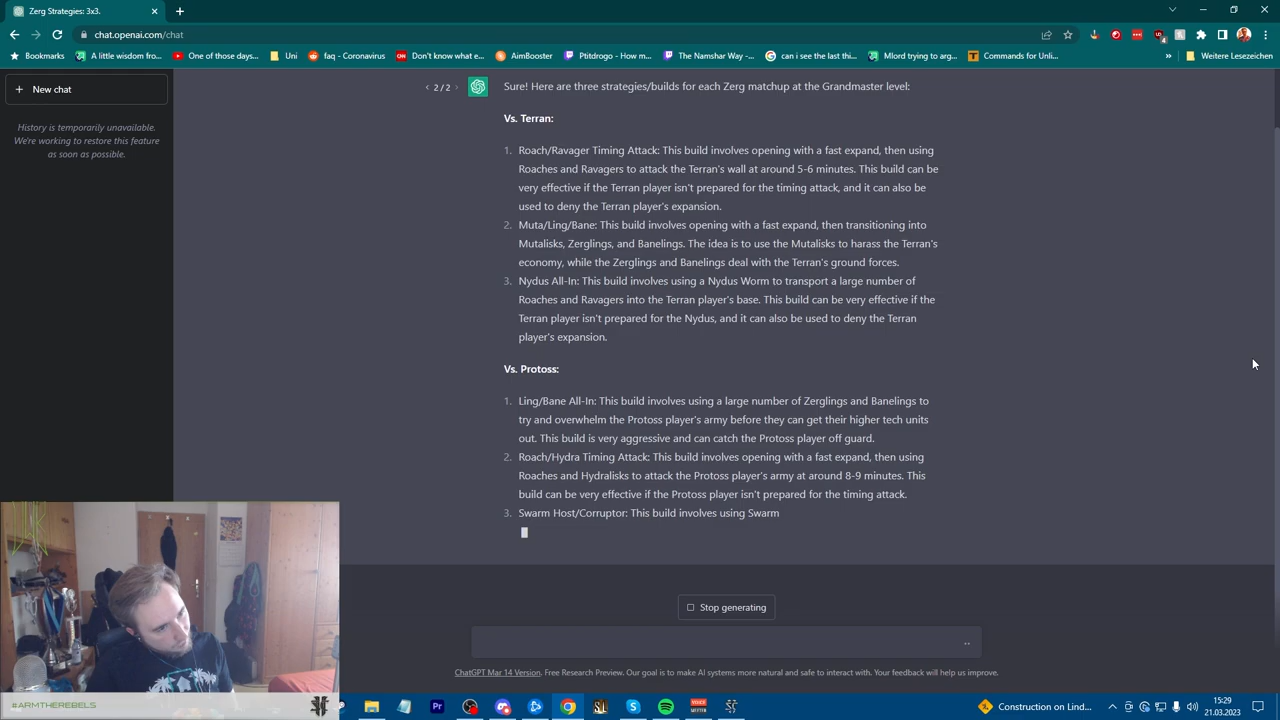 Zerg Strategies: 3x3.
chat.openai.com/chat
Bookmarks
A little wisdom fro...
One of those days...
Uni
faq - Coronavirus
Don't know what e...
AimBooster
Ptitdrogo - How m...
The Namshar Way -...
can i see the last thi...
Mlord trying to arg...
Commands for Unli...
»
Weitere Lesezeichen
+ New chat
History is temporarily unavailable.
We're working to restore this feature
as soon as possible.
< 2 / 2 >
Sure! Here are three strategies/builds for each Zerg matchup at the Grandmaster level:
Vs. Terran:
1. Roach/Ravager Timing Attack: This build involves opening with a fast expand, then using
Roaches and Ravagers to attack the Terran's wall at around 5-6 minutes. This build can be
very effective if the Terran player isn't prepared for the timing attack, and it can also be
used to deny the Terran player's expansion.
2. Muta/Ling/Bane: This build involves opening with a fast expand, then transitioning into
Mutalisks, Zerglings, and Banelings. The idea is to use the Mutalisks to harass the Terran's
economy, while the Zerglings and Banelings deal with the Terran's ground forces.
3. Nydus All-In: This build involves using a Nydus Worm to transport a large number of
Roaches and Ravagers into the Terran player's base. This build can be very effective if the
Terran player isn't prepared for the Nydus, and it can also be used to deny the Terran
player's expansion.
Vs. Protoss:
1. Ling/Bane All-In: This build involves using a large number of Zerglings and Banelings to
try and overwhelm the Protoss player's army before they can get their higher tech units
out. This build is very aggressive and can catch the Protoss player off guard.
2. Roach/Hydra Timing Attack: This build involves opening with a fast expand, then using
Roaches and Hydralisks to attack the Protoss player's army at around 8-9 minutes. This
build can be very effective if the Protoss player isn't prepared for the timing attack.
3. Swarm Host/Corruptor: This build involves using Swarm
Stop generating
ChatGPT Mar 14 Version. Free Research Preview. Our goal is to make AI systems more natural and safe to interact with. Your feedback will help us improve.
#ARMTHEREBELS
Construction on Lind...
15:29
21.03.2023